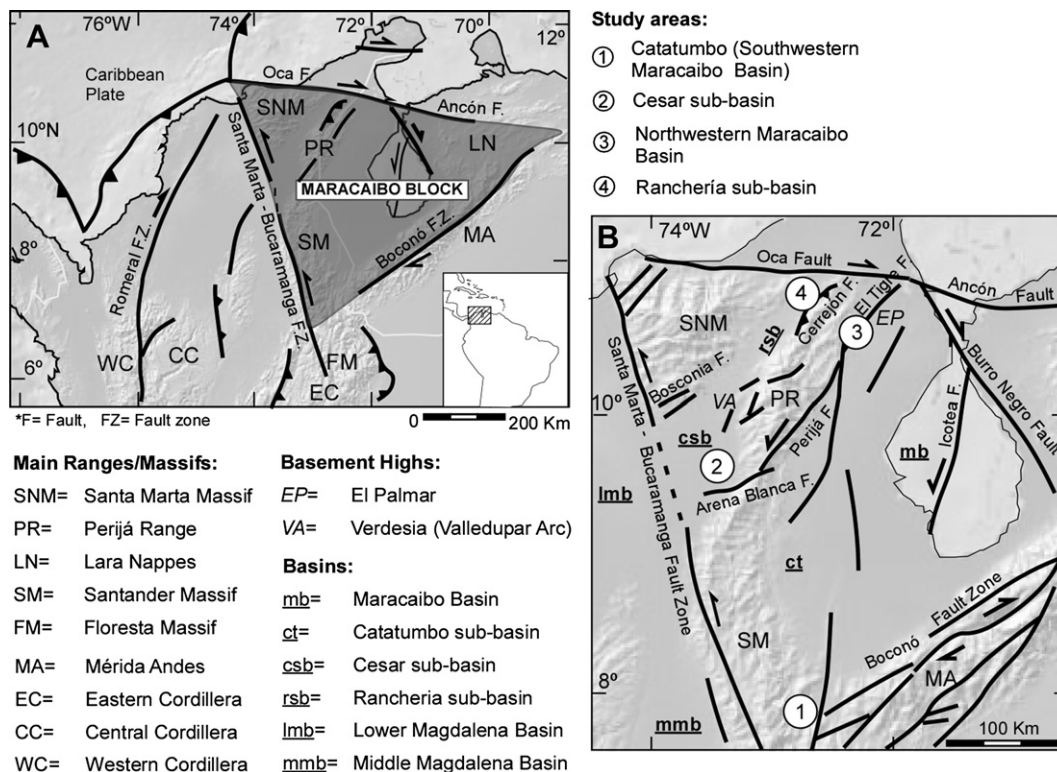 A
76°W
74°
72°
70°
12°
Caribbean
Plate
Oca F.
SNM
Ancón F.
10ºN
PR
LN
MARACAIBO BLOCK
Santa Marta - Bucaramanga F.Z.
Romeral F.Z.
8º
SM
Boconó F.Z.
MA
6º
WC
CC
FM
EC
*F= Fault, FZ= Fault zone
0 200 Km
Main Ranges/Massifs:
SNM= Santa Marta Massif
PR= Perijá Range
LN= Lara Nappes
SM= Santander Massif
FM= Floresta Massif
MA= Mérida Andes
EC= Eastern Cordillera
CC= Central Cordillera
WC= Western Cordillera
Basement Highs:
EP= El Palmar
VA= Verdesia (Valledupar Arc)
Basins:
mb= Maracaibo Basin
ct= Catatumbo sub-basin
csb= Cesar sub-basin
rsb= Rancheria sub-basin
lmb= Lower Magdalena Basin
mmb= Middle Magdalena Basin
Study areas:
1 Catatumbo (Southwestern
Maracaibo Basin)
2 Cesar sub-basin
3 Northwestern Maracaibo
Basin
4 Ranchería sub-basin
B
74°W
72°
Oca Fault
Ancón Fault
4
SNM
rsb
Cerrejón F.
El Tigre F.
EP
3
Santa Marta - Bucaramanga Fault Zone
Bosconia F.
10º
VA
PR
Perijá F.
csb
2
Arena Blanca F.
Icotea F.
Burro Negro Fault
mb
lmb
ct
SM
Boconó Fault Zone
MA
8º
1
mmb
100 Km